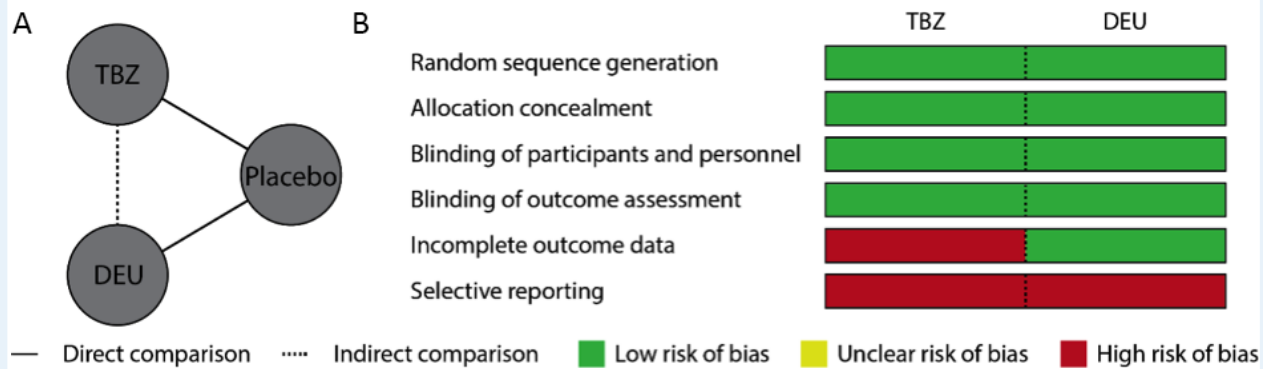 A
B
TBZ
DEU
TBZ
Placebo
DEU
Random sequence generation
Allocation concealment
Blinding of participants and personnel
Blinding of outcome assessment
Incomplete outcome data
Selective reporting
Direct comparison
Indirect comparison
Low risk of bias
Unclear risk of bias
High risk of bias